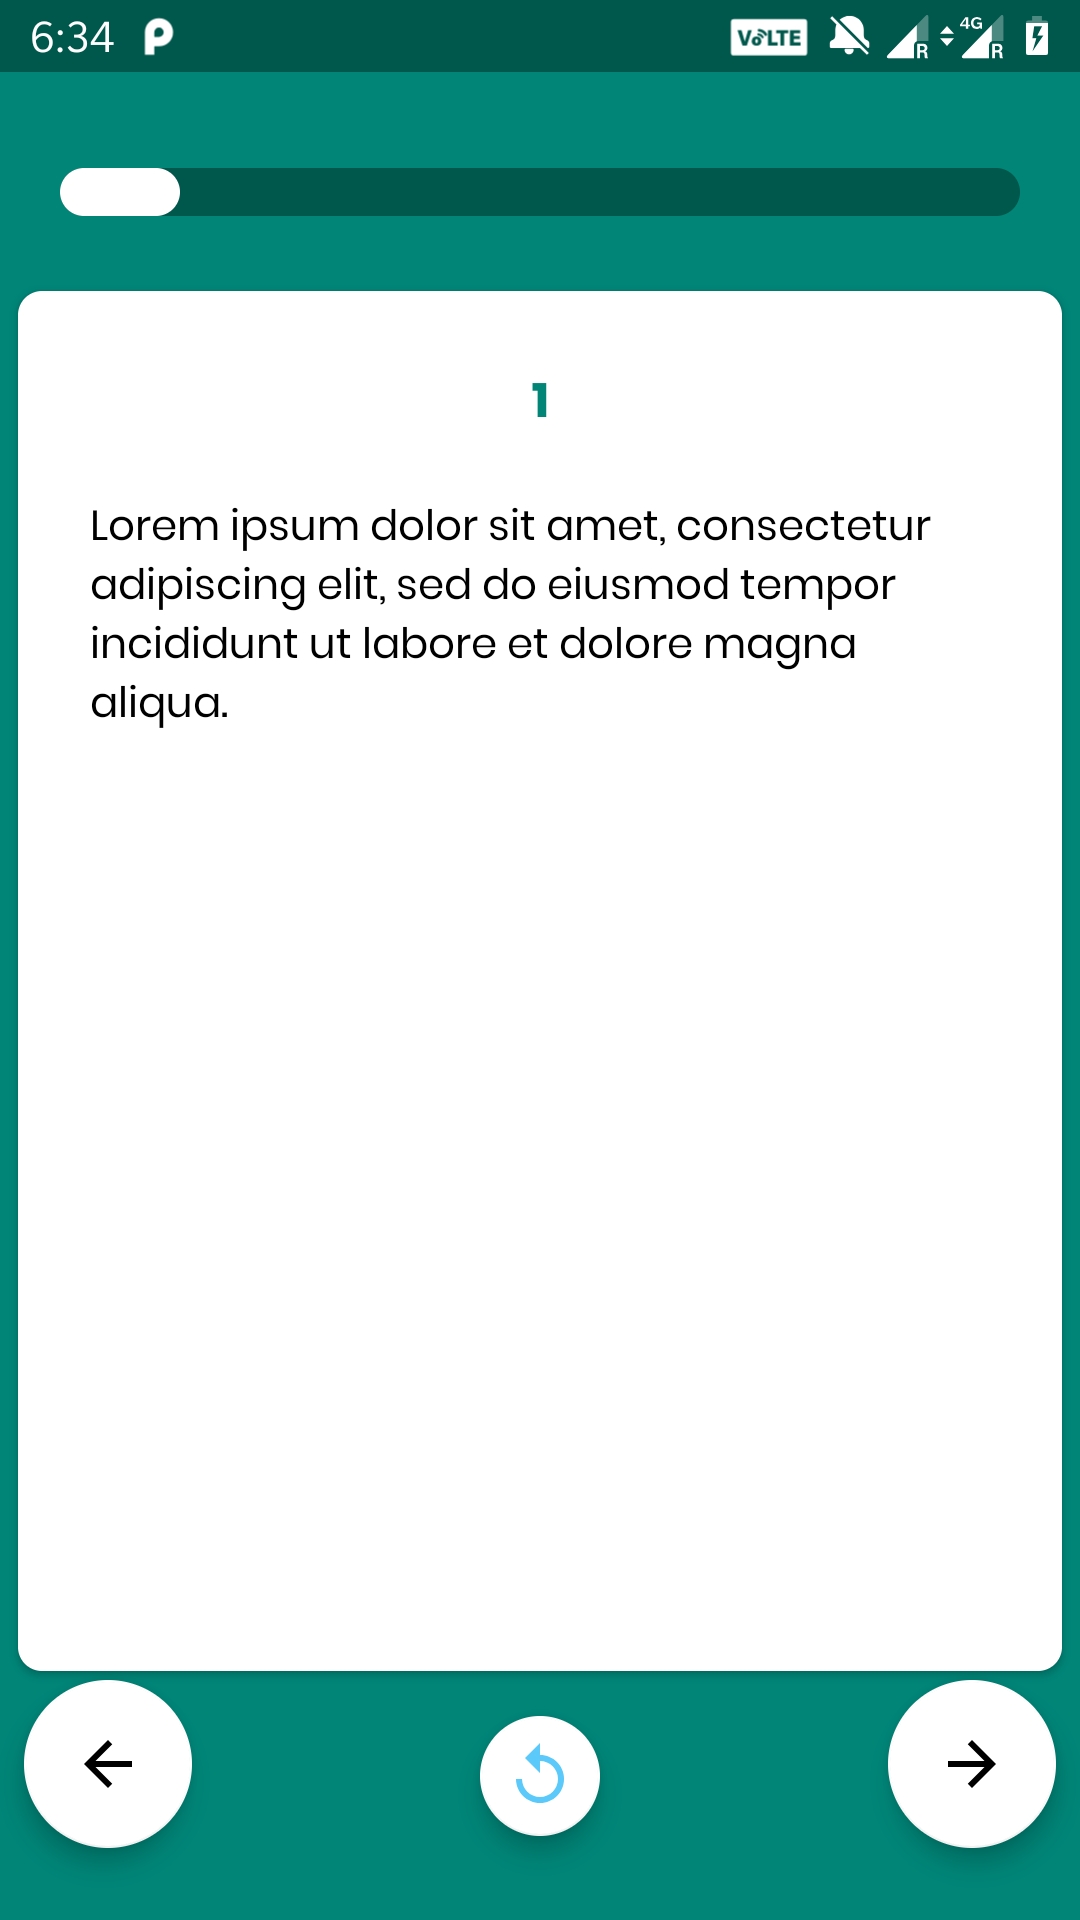 6:34
VoLTE
R
4G
R
1
Lorem ipsum dolor sit amet, consectetur
adipiscing elit, sed do eiusmod tempor
incididunt ut labore et dolore magna
aliqua.